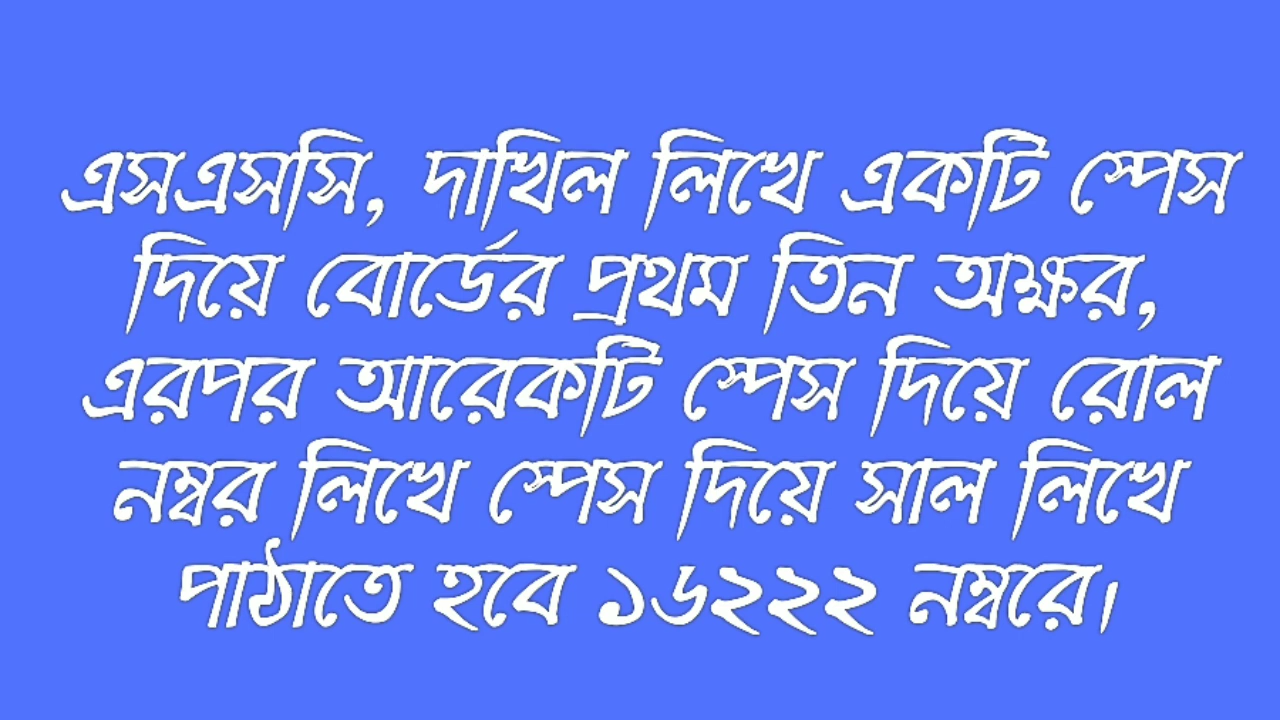 এসএসসি, দাখিল লিখে একটি স্পেস
দিয়ে বোর্ডের প্রথম তিন অক্ষর,
এরপর আরেকটি স্পেস দিয়ে রোল
নম্বর লিখে স্পেস দিয়ে সাল লিখে
পাঠাতে হবে ১৬২২২ নম্বরে।